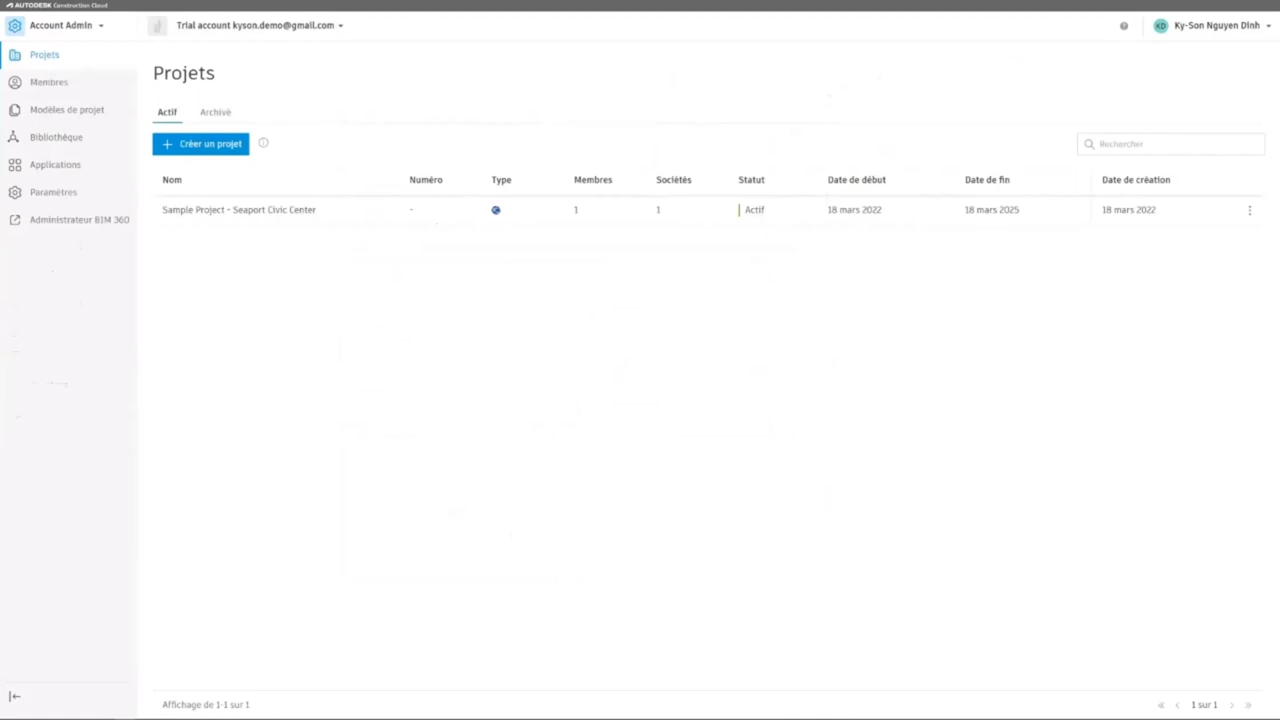 AUTODESK Construction Cloud
Account Admin
Trial account kyson.demo@gmail.com
KD Ky-Son Nguyen Dinh
Projets
Membres
Modèles de projet
Bibliothèque
Applications
Paramètres
Administrateur BIM 360
Projets
Actif Archivé
Créer un projet
Rechercher
Nom Numéro Type Membres Sociétés Statut Date de début Date de fin Date de création
Sample Project - Seaport Civic Center - 1 1 Actif 18 mars 2022 18 mars 2025 18 mars 2022
Affichage de 1-1 sur 1
1 sur 1